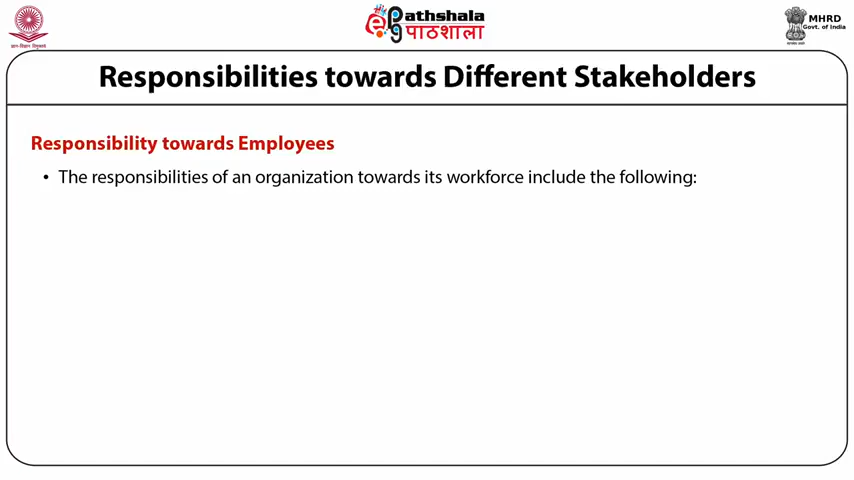 ePathshala
पाठशाला
MHRD
Govt. of India
Responsibilities towards Different Stakeholders
Responsibility towards Employees
• The responsibilities of an organization towards its workforce include the following: